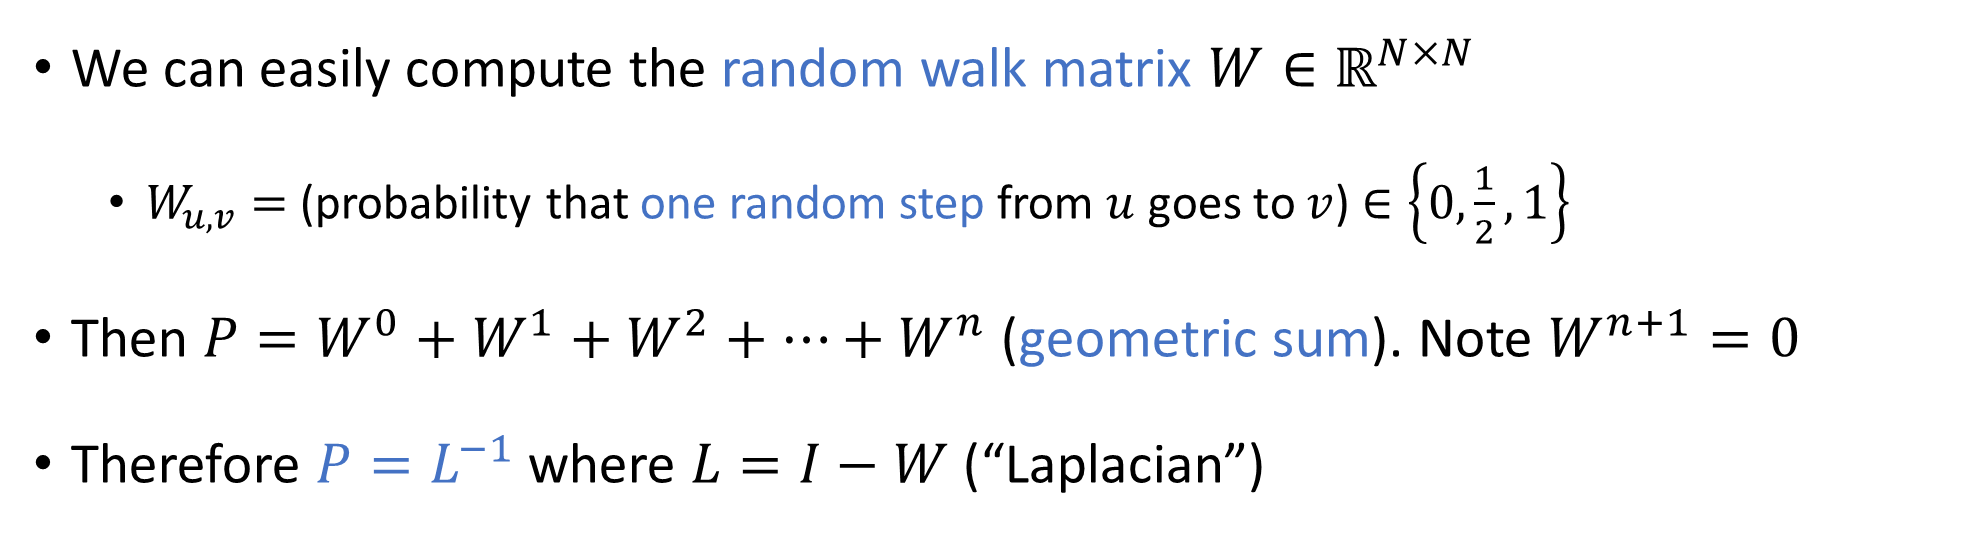 • We can easily compute the random walk matrix 𝑊 ∈ ℝ^{𝑁×𝑁}
• 𝑊_{𝑢,𝑣} = (probability that one random step from 𝑢 goes to 𝑣) ∈ {0, 1/2, 1}
• Then 𝑃 = 𝑊^0 + 𝑊^1 + 𝑊^2 + ⋯ + 𝑊^𝑛 (geometric sum). Note 𝑊^{𝑛+1} = 0
• Therefore 𝑃 = 𝐿^{−1} where 𝐿 = 𝐼 − 𝑊 (“Laplacian”)